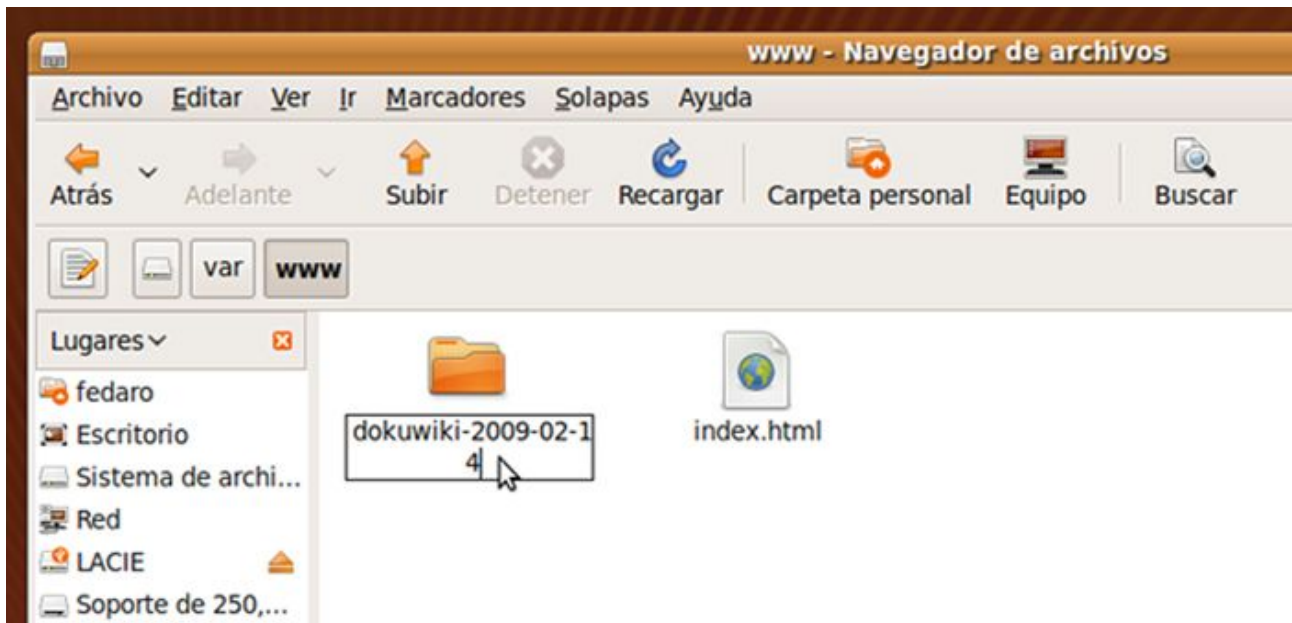 www - Navegador de archivos
Archivo Editar Ver Ir Marcadores Solapas Ayuda
Atrás Adelante Subir Detener Recargar Carpeta personal Equipo Buscar
var www
Lugares
fedaro
Escritorio
Sistema de archi...
Red
LACIE
Soporte de 250,...
dokuwiki-2009-02-1
4
index.html